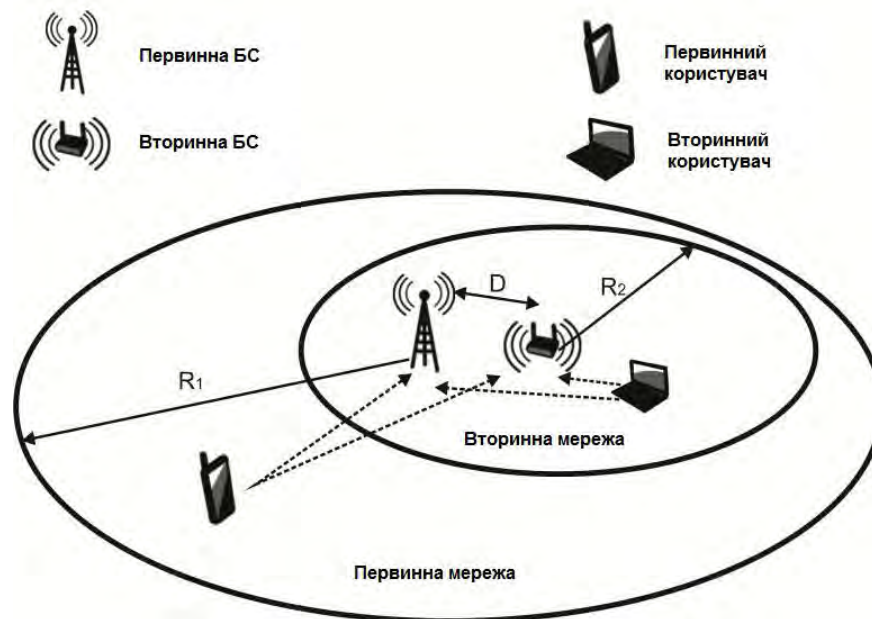 Первинна БС
Первинний
користувач
Вторинна БС
Вторинний
користувач
D
R2
R1
Вторинна мережа
Первинна мережа